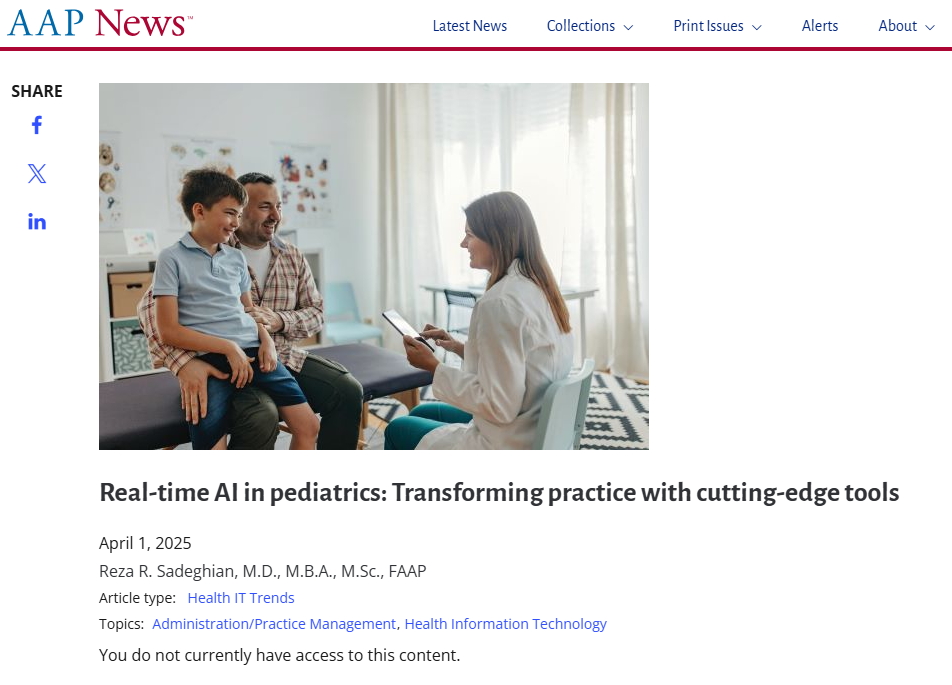 AAP News™
Latest News Collections Print Issues Alerts About
SHARE
Real-time AI in pediatrics: Transforming practice with cutting-edge tools
April 1, 2025
Reza R. Sadeghian, M.D., M.B.A., M.Sc., FAAP
Article type: Health IT Trends
Topics: Administration/Practice Management, Health Information Technology
You do not currently have access to this content.